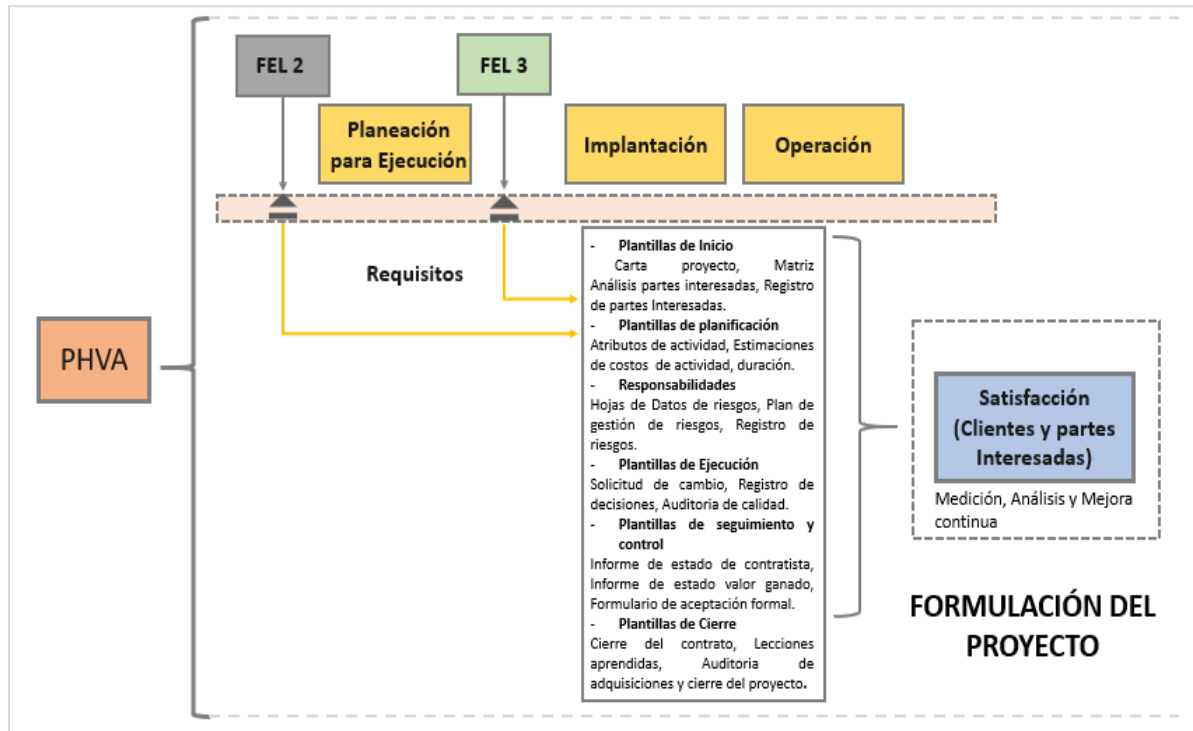 FEL 2
FEL 3
Planeación
para Ejecución
Implantación
Operación
Requisitos
PHVA
- Plantillas de Inicio
Carta proyecto, Matriz
Análisis partes interesadas, Registro
de partes Interesadas.
- Plantillas de planificación
Atributos de actividad, Estimaciones
de costos de actividad, duración.
- Responsabilidades
Hojas de Datos de riesgos, Plan de
gestión de riesgos, Registro de
riesgos.
- Plantillas de Ejecución
Solicitud de cambio, Registro de
decisiones, Auditoria de calidad.
- Plantillas de seguimiento y
control
Informe de estado de contratista,
Informe de estado valor ganado,
Formulario de aceptación formal.
- Plantillas de Cierre
Cierre del contrato, Lecciones
aprendidas, Auditoria de
adquisiciones y cierre del proyecto.
Satisfacción
(Clientes y partes
Interesadas)
Medición, Análisis y Mejora
continua
FORMULACIÓN DEL
PROYECTO